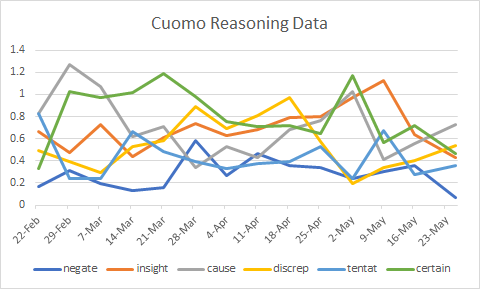 Cuomo Reasoning Data
1.4
1.2
1
0.8
0.6
0.4
0.2
0
22-Feb 29-Feb 7-Mar 14-Mar 21-Mar 28-Mar 4-Apr 11-Apr 18-Apr 25-Apr 2-May 9-May 16-May 23-May
negate insight cause discrep tentat certain